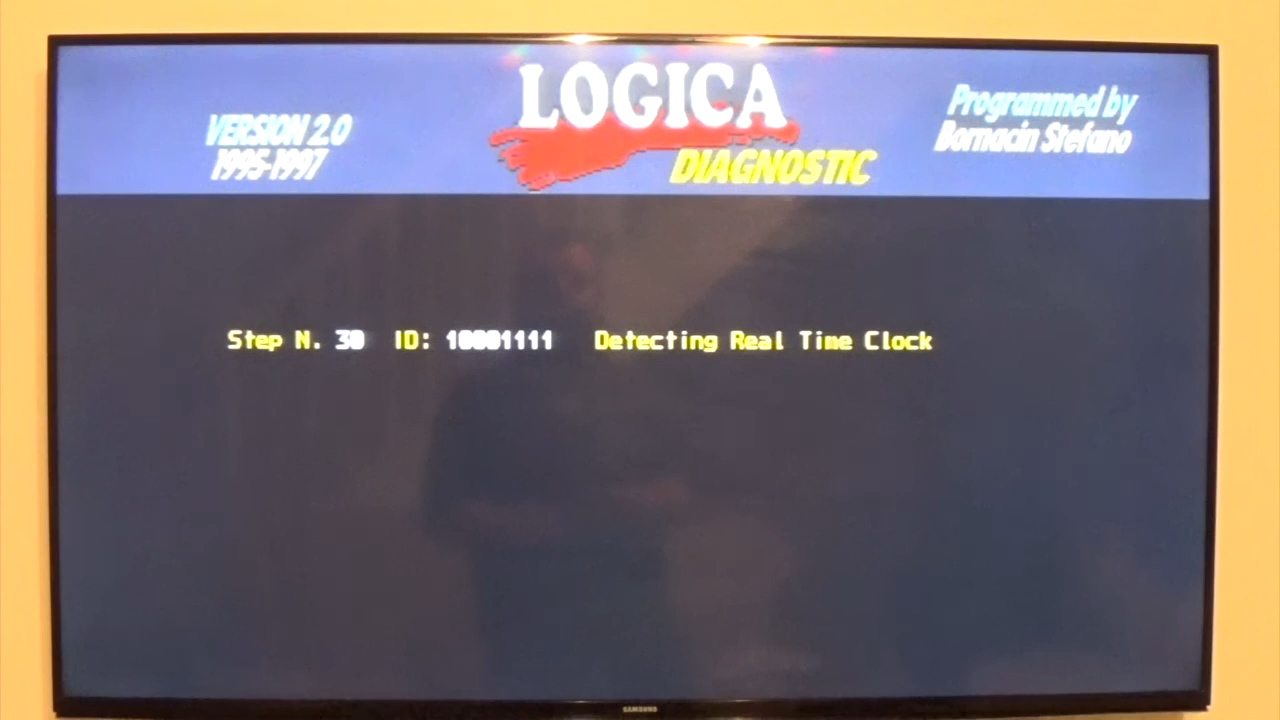 VERSION 2.0
1995-1997
LOGICA
DIAGNOSTIC
Programmed by
Bornacin Stefano
Step N. 30 ID: 10001111 Detecting Real Time Clock
SAMSUNG